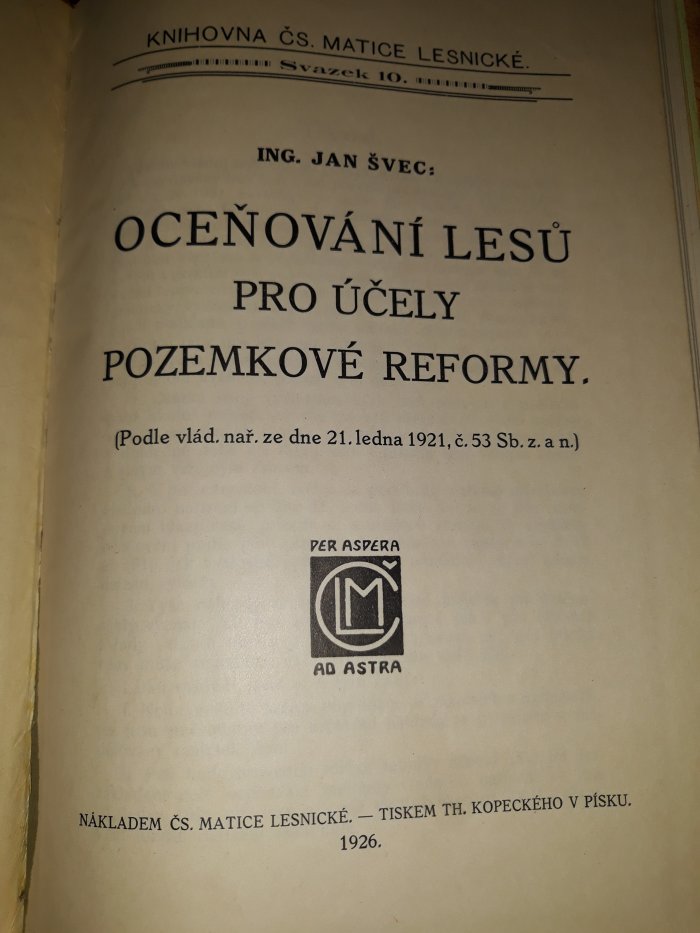 KNIHOVNA ČS. MATICE LESNICKÉ.
Svazek 10.
ING. JAN ŠVEC:
OCEŇOVÁNÍ LESŮ
PRO ÚČELY
POZEMKOVÉ REFORMY.
(Podle vlád. nař. ze dne 21. ledna 1921, č. 53 Sb. z. a n.)
PER ASPERA
ČLM
AD ASTRA
NÁKLADEM ČS. MATICE LESNICKÉ. — TISKEM TH. KOPECKÉHO V PÍSKU.
1926.